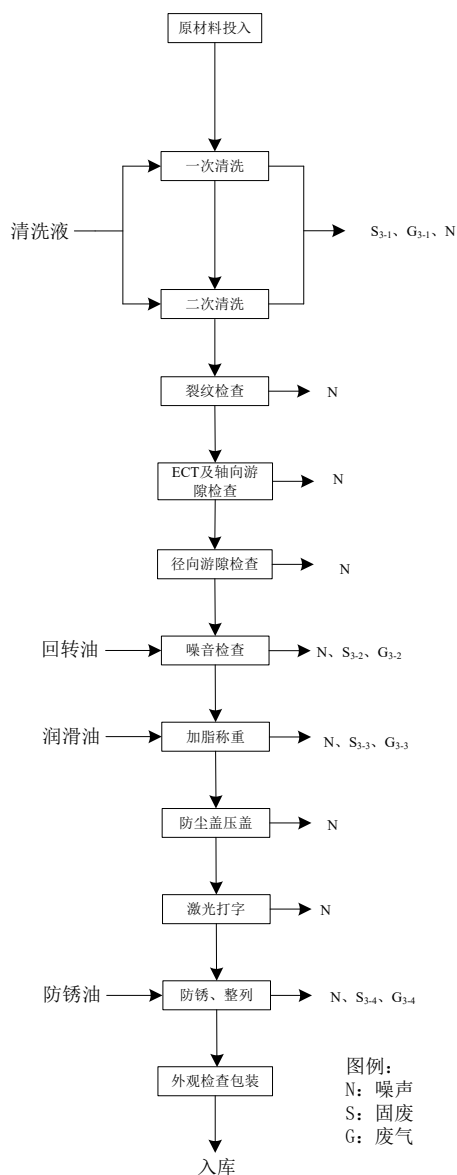 原材料投入
一次清洗
清洗液
S3-1、G3-1、N
二次清洗
裂纹检查
N
ECT及轴向游
隙检查
N
径向游隙检查
N
回转油
噪音检查
N、S3-2、G3-2
润滑油
加脂称重
N、S3-3、G3-3
防尘盖压盖
N
激光打字
N
防锈油
防锈、整列
N、S3-4、G3-4
外观检查包装
入库
图例:
N: 噪声
S: 固废
G: 废气